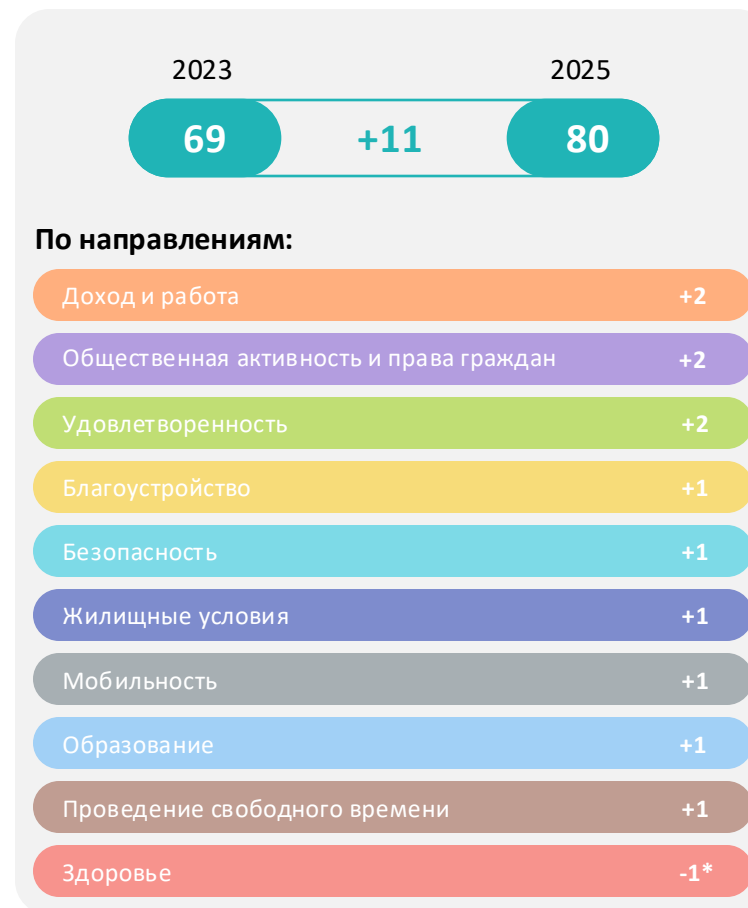 2023 2025
69 +11 80
По направлениям:
Доход и работа +2
Общественная активность и права граждан +2
Удовлетворенность +2
Благоустройство +1
Безопасность +1
Жилищные условия +1
Мобильность +1
Образование +1
Проведение свободного времени +1
Здоровье -1*